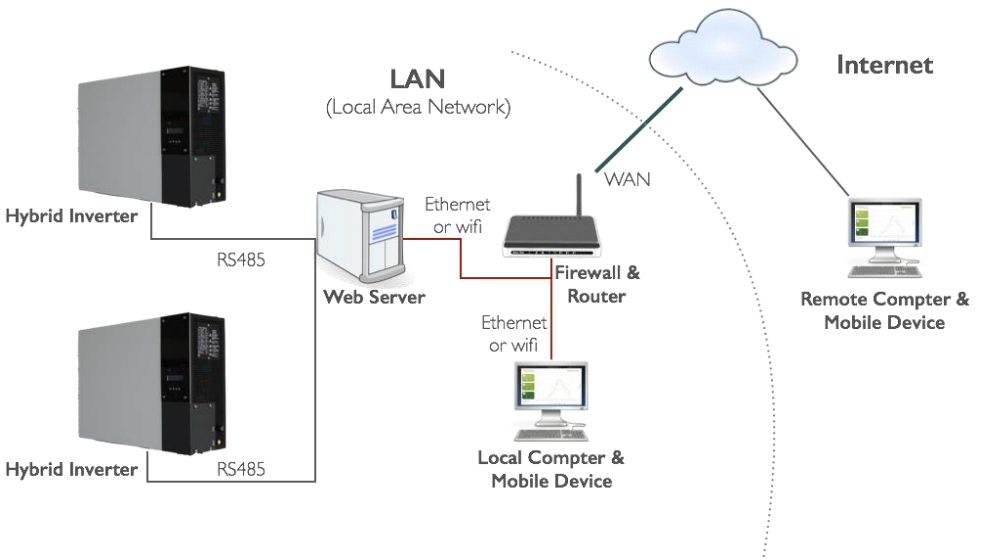 LAN
(Local Area Network)
Internet
WAN
Hybrid Inverter
RS485
Ethernet
or wifi
Web Server
Firewall &
Router
Remote Compter &
Mobile Device
Ethernet
or wifi
Hybrid Inverter
RS485
Local Compter &
Mobile Device